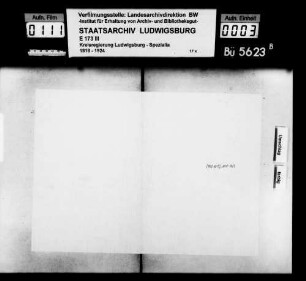 Aufn. Film
0111
Verfilmungsstelle: Landesarchivdirektion BW
-Institut für Erhaltung von Archiv- und Bibliotheksgut-
STAATSARCHIV LUDWIGSBURG
E 173 III
Kreisregierung Ludwigsburg - Spezialia
1818 - 1924
Aufn. Einheit
0003
Bü 5623